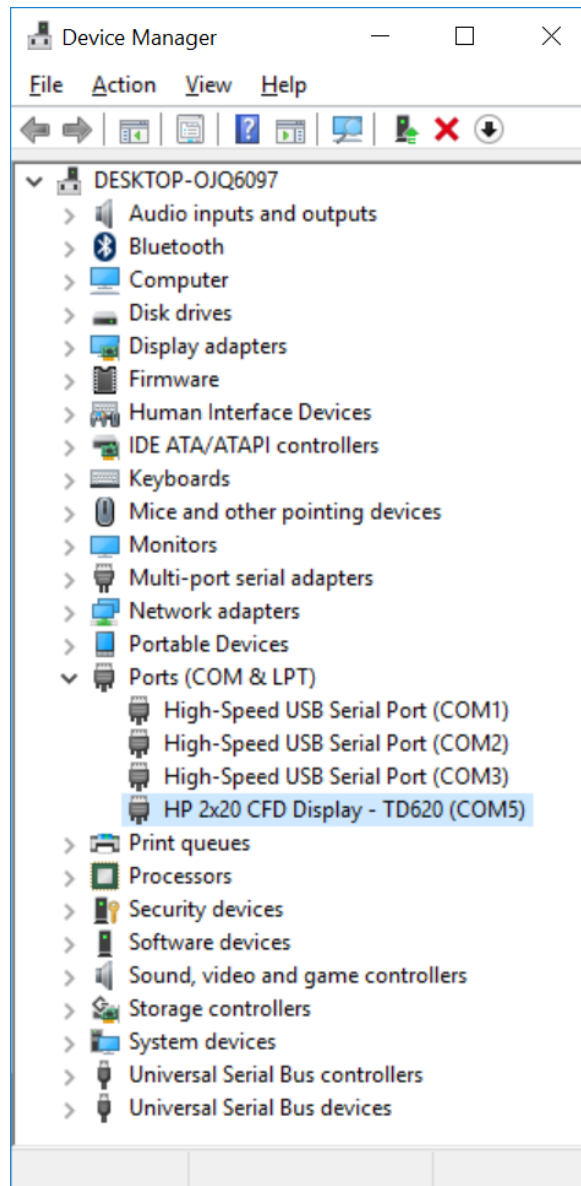 Device Manager
File Action View Help
DESKTOP-OJQ6097
Audio inputs and outputs
Bluetooth
Computer
Disk drives
Display adapters
Firmware
Human Interface Devices
IDE ATA/ATAPI controllers
Keyboards
Mice and other pointing devices
Monitors
Multi-port serial adapters
Network adapters
Portable Devices
Ports (COM & LPT)
High-Speed USB Serial Port (COM1)
High-Speed USB Serial Port (COM2)
High-Speed USB Serial Port (COM3)
HP 2x20 CFD Display - TD620 (COM5)
Print queues
Processors
Security devices
Software devices
Sound, video and game controllers
Storage controllers
System devices
Universal Serial Bus controllers
Universal Serial Bus devices